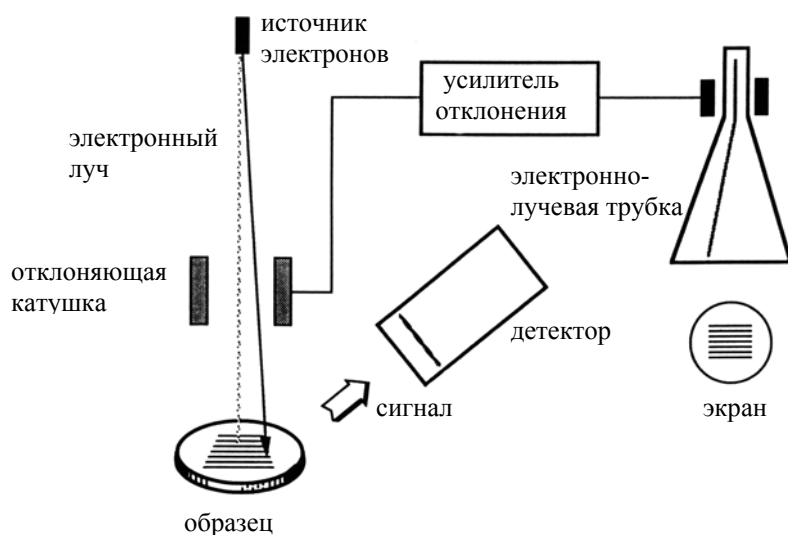 источник
электронов
усилитель
отклонения
электронный
луч
электронно-
лучевая трубка
отклоняющая
катушка
детектор
сигнал
экран
образец